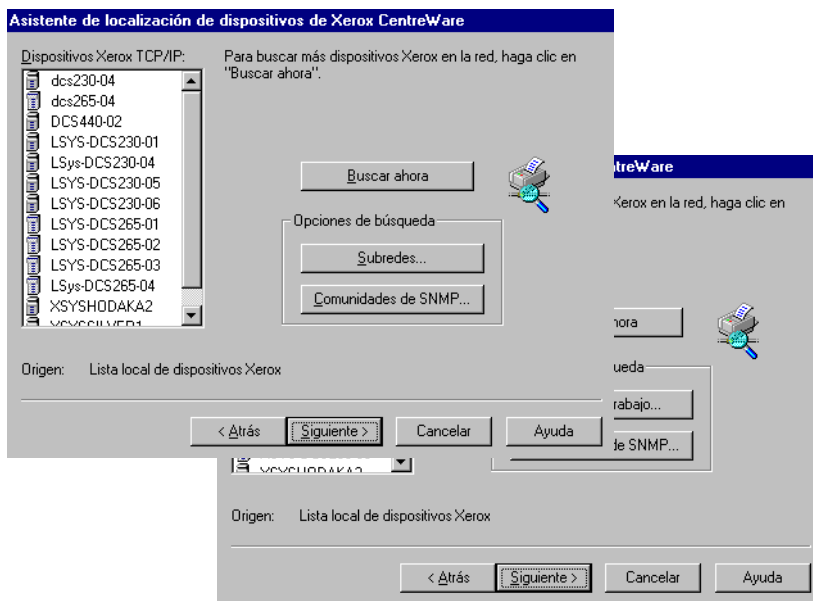 Asistente de localización de dispositivos de Xerox CentreWare
Dispositivos Xerox TCP/IP:
Para buscar más dispositivos Xerox en la red, haga clic en
"Buscar ahora".
dcs230-04
dcs265-04
DCS440-02
LSYS-DCS230-01
LSys-DCS230-04
LSYS-DCS230-05
LSYS-DCS230-06
LSYS-DCS265-01
LSYS-DCS265-02
LSYS-DCS265-03
LSys-DCS265-04
XSYSHODAKA2
XSYSSILVER1
Buscar ahora
Opciones de búsqueda
Subredes...
Comunidades de SNMP...
Origen: Lista local de dispositivos Xerox
< Atrás
Siguiente >
Cancelar
Ayuda
treWare
Xerox en la red, haga clic en
hora
ueda
rabajo...
de SNMP...
XSYSHODAKA2
Origen: Lista local de dispositivos Xerox
< Atrás
Siguiente >
Cancelar
Ayuda